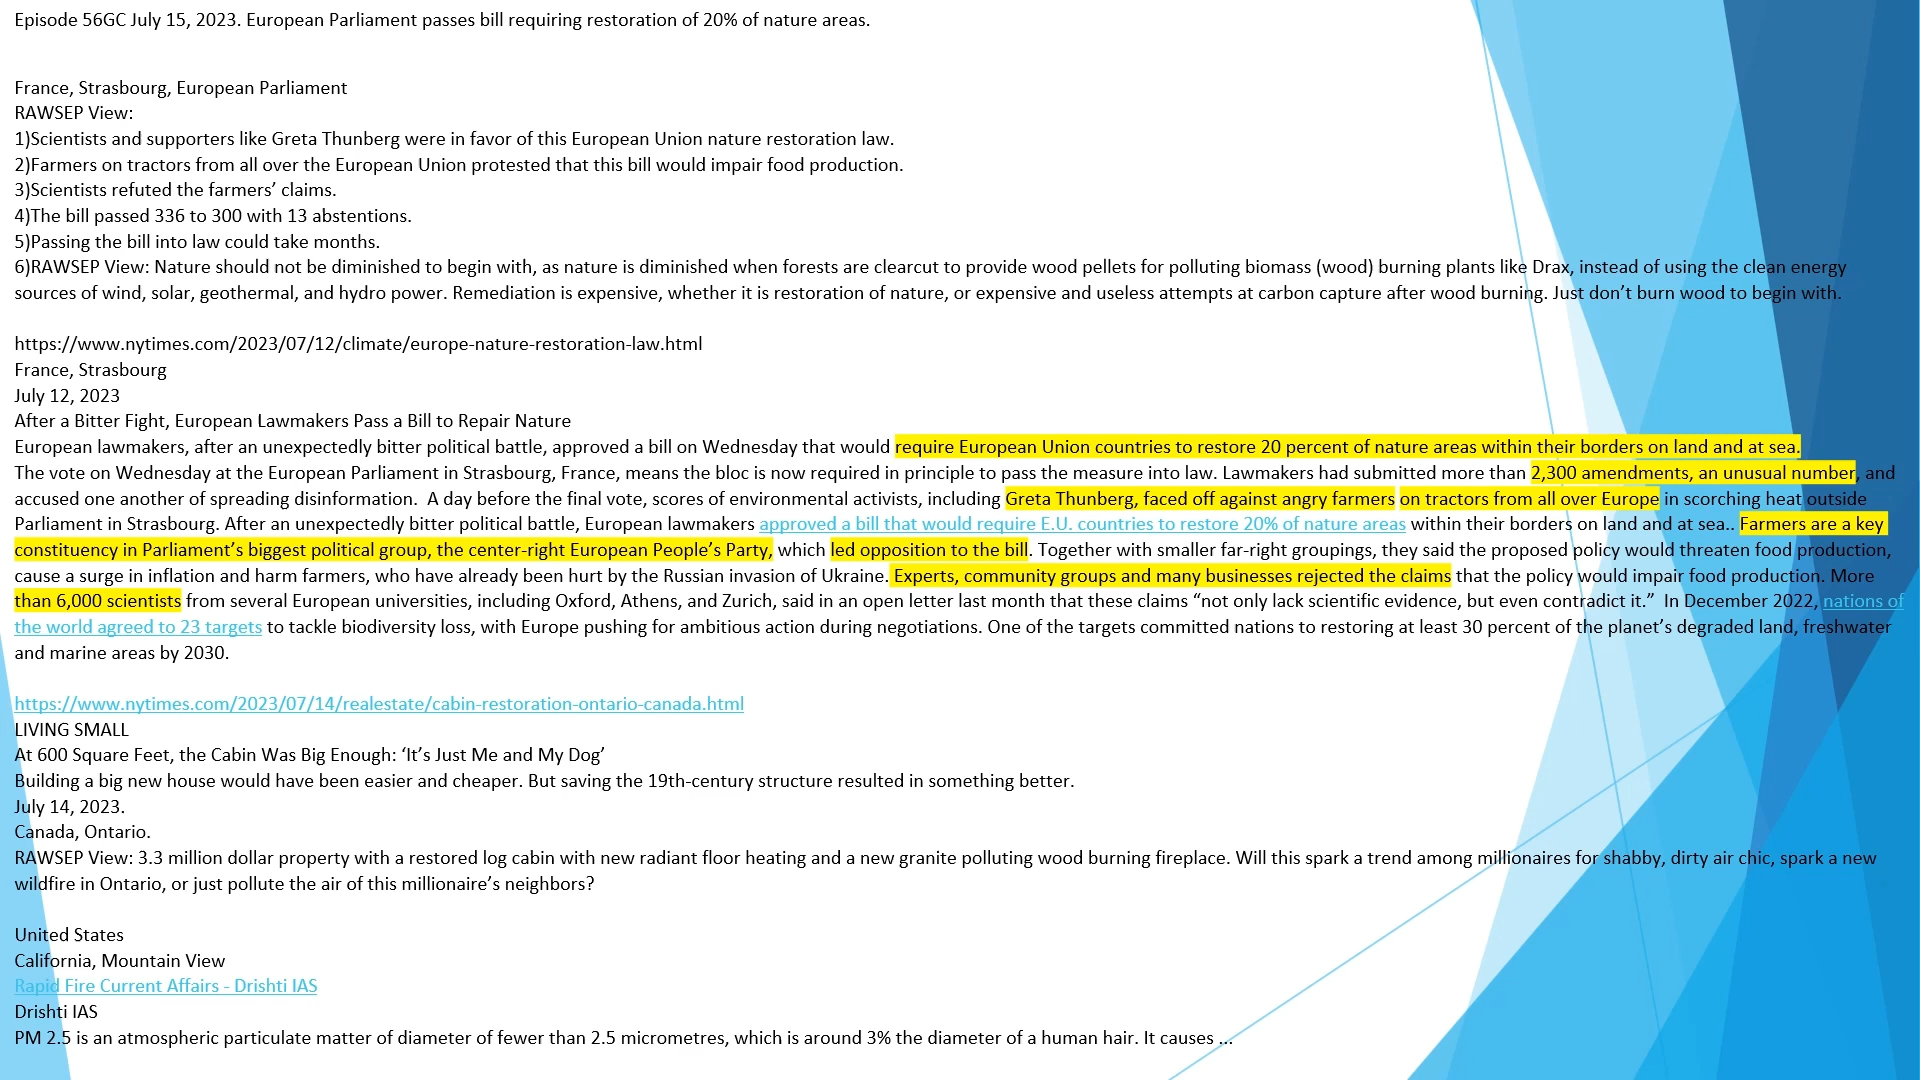 Episode 56GC July 15, 2023. European Parliament passes bill requiring restoration of 20% of nature areas.
France, Strasbourg, European Parliament
RAWSEP View:
1)Scientists and supporters like Greta Thunberg were in favor of this European Union nature restoration law.
2)Farmers on tractors from all over the European Union protested that this bill would impair food production.
3)Scientists refuted the farmers’ claims.
4)The bill passed 336 to 300 with 13 abstentions.
5)Passing the bill into law could take months.
6)RAWSEP View: Nature should not be diminished to begin with, as nature is diminished when forests are clearcut to provide wood pellets for polluting biomass (wood) burning plants like Drax, instead of using the clean energy
sources of wind, solar, geothermal, and hydro power. Remediation is expensive, whether it is restoration of nature, or expensive and useless attempts at carbon capture after wood burning. Just don’t burn wood to begin with.
https://www.nytimes.com/2023/07/12/climate/europe-nature-restoration-law.html
France, Strasbourg
July 12, 2023
After a Bitter Fight, European Lawmakers Pass a Bill to Repair Nature
European lawmakers, after an unexpectedly bitter political battle, approved a bill on Wednesday that would require European Union countries to restore 20 percent of nature areas within their borders on land and at sea.
The vote on Wednesday at the European Parliament in Strasbourg, France, means the bloc is now required in principle to pass the measure into law. Lawmakers had submitted more than 2,300 amendments, an unusual number, and
accused one another of spreading disinformation.  A day before the final vote, scores of environmental activists, including Greta Thunberg, faced off against angry farmers on tractors from all over Europe in scorching heat outside
Parliament in Strasbourg. After an unexpectedly bitter political battle, European lawmakers approved a bill that would require E.U. countries to restore 20% of nature areas within their borders on land and at sea.. Farmers are a key
constituency in Parliament’s biggest political group, the center-right European People’s Party, which led opposition to the bill. Together with smaller far-right groupings, they said the proposed policy would threaten food production,
cause a surge in inflation and harm farmers, who have already been hurt by the Russian invasion of Ukraine. Experts, community groups and many businesses rejected the claims that the policy would impair food production. More
than 6,000 scientists from several European universities, including Oxford, Athens, and Zurich, said in an open letter last month that these claims “not only lack scientific evidence, but even contradict it.”  In December 2022, nations of
the world agreed to 23 targets to tackle biodiversity loss, with Europe pushing for ambitious action during negotiations. One of the targets committed nations to restoring at least 30 percent of the planet’s degraded land, freshwater
and marine areas by 2030.
https://www.nytimes.com/2023/07/14/realestate/cabin-restoration-ontario-canada.html
LIVING SMALL
At 600 Square Feet, the Cabin Was Big Enough: ‘It’s Just Me and My Dog’
Building a big new house would have been easier and cheaper. But saving the 19th-century structure resulted in something better.
July 14, 2023.
Canada, Ontario.
RAWSEP View: 3.3 million dollar property with a restored log cabin with new radiant floor heating and a new granite polluting wood burning fireplace. Will this spark a trend among millionaires for shabby, dirty air chic, spark a new
wildfire in Ontario, or just pollute the air of this millionaire’s neighbors?
United States
California, Mountain View
Rapid Fire Current Affairs - Drishti IAS
Drishti IAS
PM 2.5 is an atmospheric particulate matter of diameter of fewer than 2.5 micrometres, which is around 3% the diameter of a human hair. It causes ...